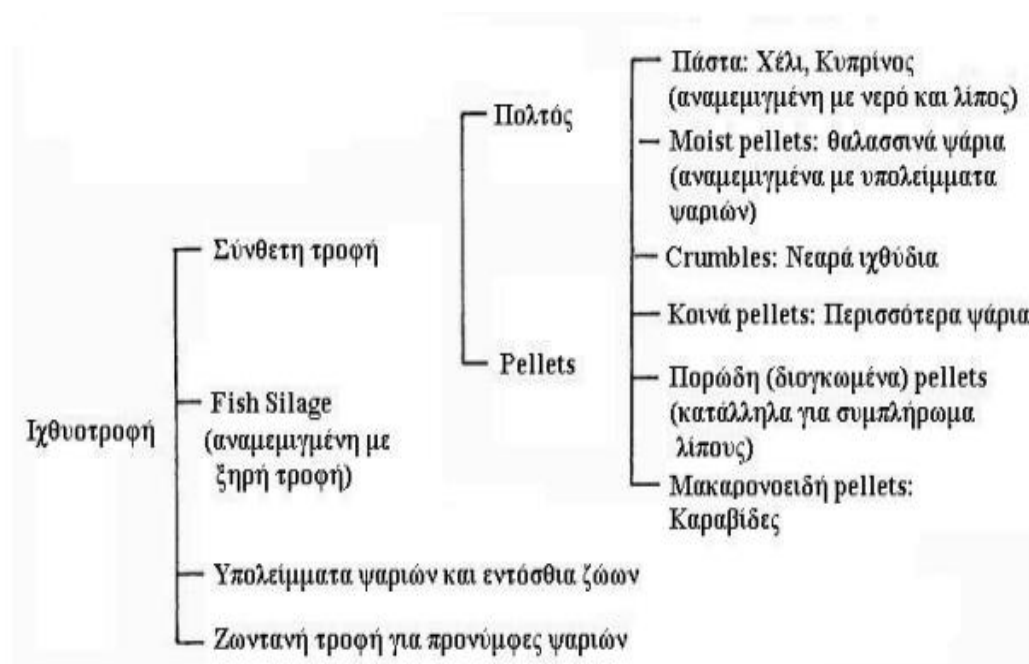 Ιχθυοτροφή
Σύνθετη τροφή
Fish Silage
(αναμεμιγμένη με
ξηρή τροφή)
Υπολείμματα ψαριών και εντόσθια ζώων
Ζωντανή τροφή για προνύμφες ψαριών
Πολτός
Pellets
Πάστα: Χέλι, Κυπρίνος
(αναμεμιγμένη με νερό και λίπος)
Moist pellets: θαλασσινά ψάρια
(αναμεμιγμένα με υπολείμματα
ψαριών)
Crumbles: Νεαρά ιχθύδια
Κοινά pellets: Περισσότερα ψάρια
Πορώδη (διογκωμένα) pellets
(κατάλληλα για συμπλήρωμα
λίπους)
Μακαρονοειδή pellets:
Καραβίδες